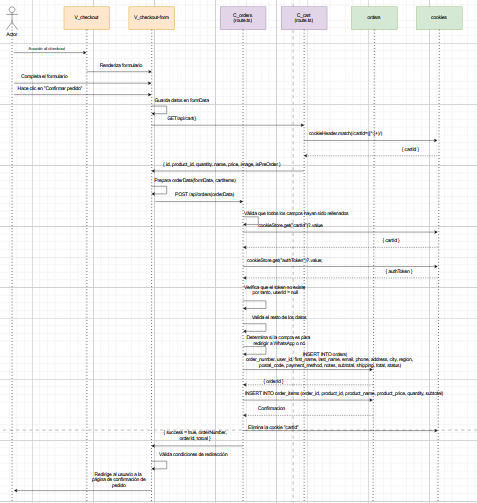 V_checkout
V_checkout-form
C_orders
(route.ts)
C_cart
(route.ts)
orders
cookies
Actor
Accede al checkout
Renderiza formulario
Completa el formulario
Hace clic en "Confirmar pedido"
Guarda datos en formData
GET/api/cart()
cookieHeader.match(/cartId=([^;]+)/)
{ cartId }
{ id, product_id, quantity, name, price, image, isPreOrder }
Prepara orderData(formData, cartItems)
POST /api/orders(orderData)
Válida que todos los campos hayan sido rellenados
cookieStore.get("cartId")?.value
{ cartId }
cookieStore.get("authToken")?.value;
{ authToken }
Verifica que el token no existe
por tanto, userId = null
Valida el resto de los datos
Determina si la compra es para
redirigir a WhatsApp o no
INSERT INTO orders(
order_number, user_id, first_name, last_name, email, phone, address, city, region,
postal_code, payment_method, notes, subtotal, shipping, total, status)
{ orderId }
INSERT INTO order_items (order_id, product_id, product_name, product_price, quantity, subtotal)
Confirmacion
Elimina la cookie "cartId"
{ success = true, orderNumber,
orderId, total }
Válida condiciones de redirección
Redirige al usuario a la
página de confirmación de
pedido